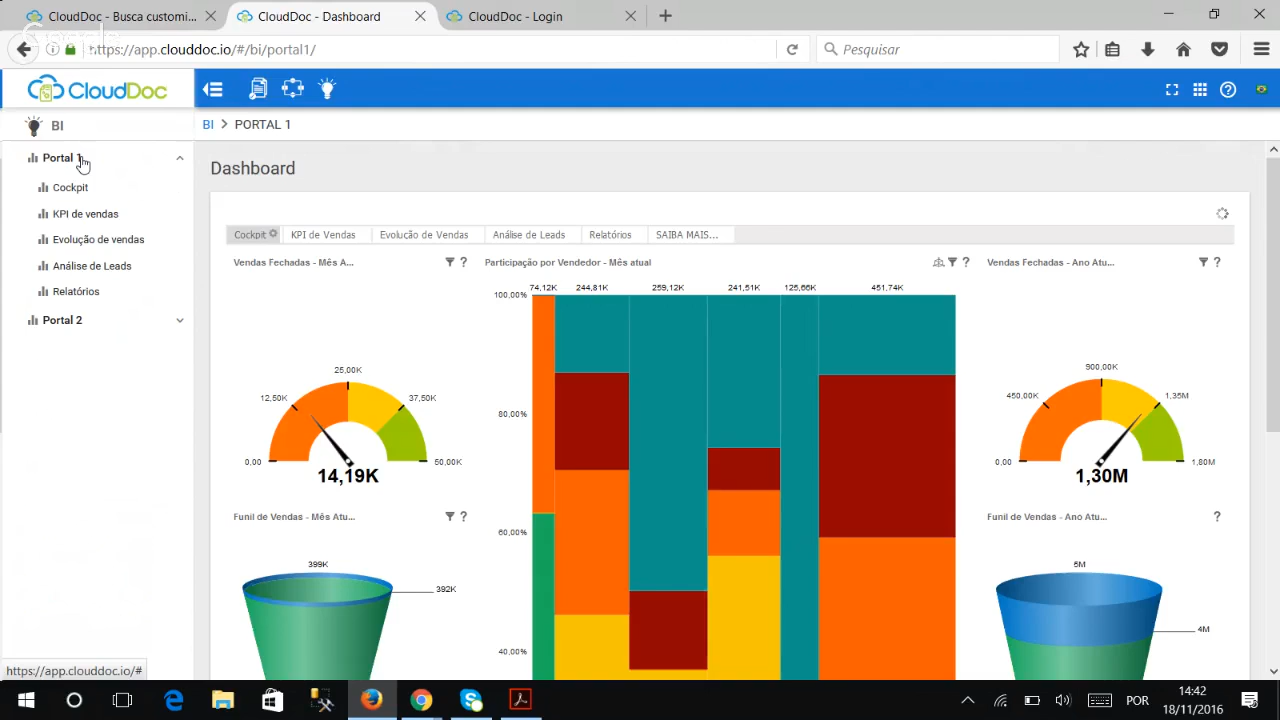 CloudDoc - Busca customi...
CloudDoc - Dashboard
CloudDoc - Login
Google
https://app.clouddoc.io/#/bi/portal1/
Pesquisar
CloudDoc
BI
BI > PORTAL 1
Portal 1
Cockpit
KPI de vendas
Evolução de vendas
Análise de Leads
Relatórios
Portal 2
Dashboard
Cockpit
KPI de Vendas
Evolução de Vendas
Análise de Leads
Relatórios
SAIBA MAIS...
Vendas Fechadas - Mês A...
?
Participação por Vendedor - Mês atual
?
Vendas Fechadas - Ano Atu...
?
74,12K 244,81K 259,12K 241,51K 125,66K 451,74K
100,00%
80,00%
60,00%
40,00%
25,00K
12,50K
37,50K
0,00
50,00K
14,19K
900,00K
450,00K
1,35M
0,00
1,80M
1,30M
Funil de Vendas - Mês Atu...
?
399K
392K
Funil de Vendas - Ano Atu...
?
5M
4M
https://app.clouddoc.io/#
POR
14:42
18/11/2016